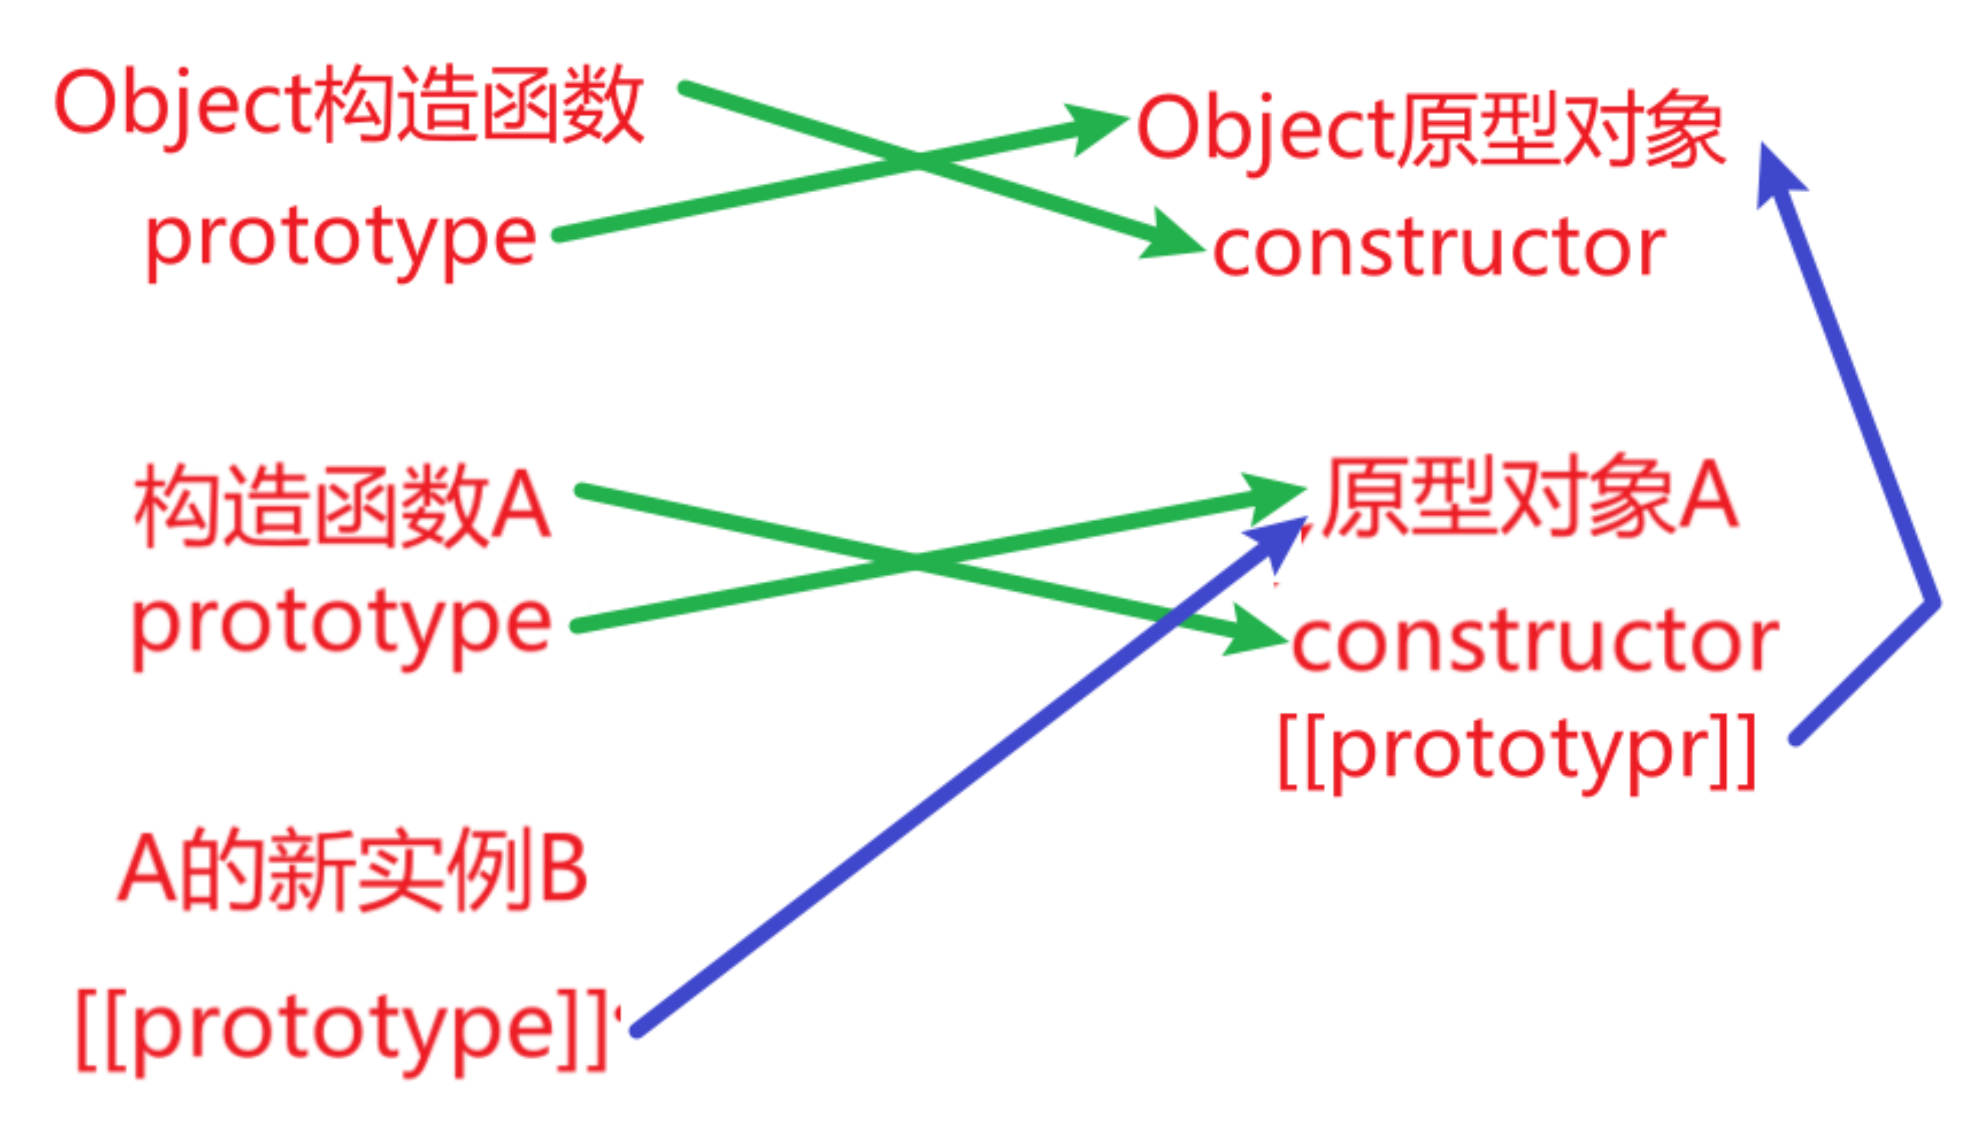 Object构造函数
prototype
Object原型对象
constructor
构造函数A
prototype
原型对象A
constructor
[[prototypr]]
A的新实例B
[[prototype]]